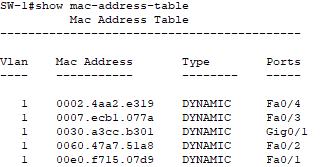 SW-1#show mac-address-table
Mac Address Table
-------------------------------------------
Vlan    Mac Address       Type        Ports
----    -----------       --------    -----
1    0002.4aa2.e319    DYNAMIC     Fa0/4
1    0007.ecb1.077a    DYNAMIC     Fa0/3
1    0030.a3cc.b301    DYNAMIC     Gig0/1
1    0060.47a7.51a8    DYNAMIC     Fa0/2
1    00e0.f715.07d9    DYNAMIC     Fa0/1